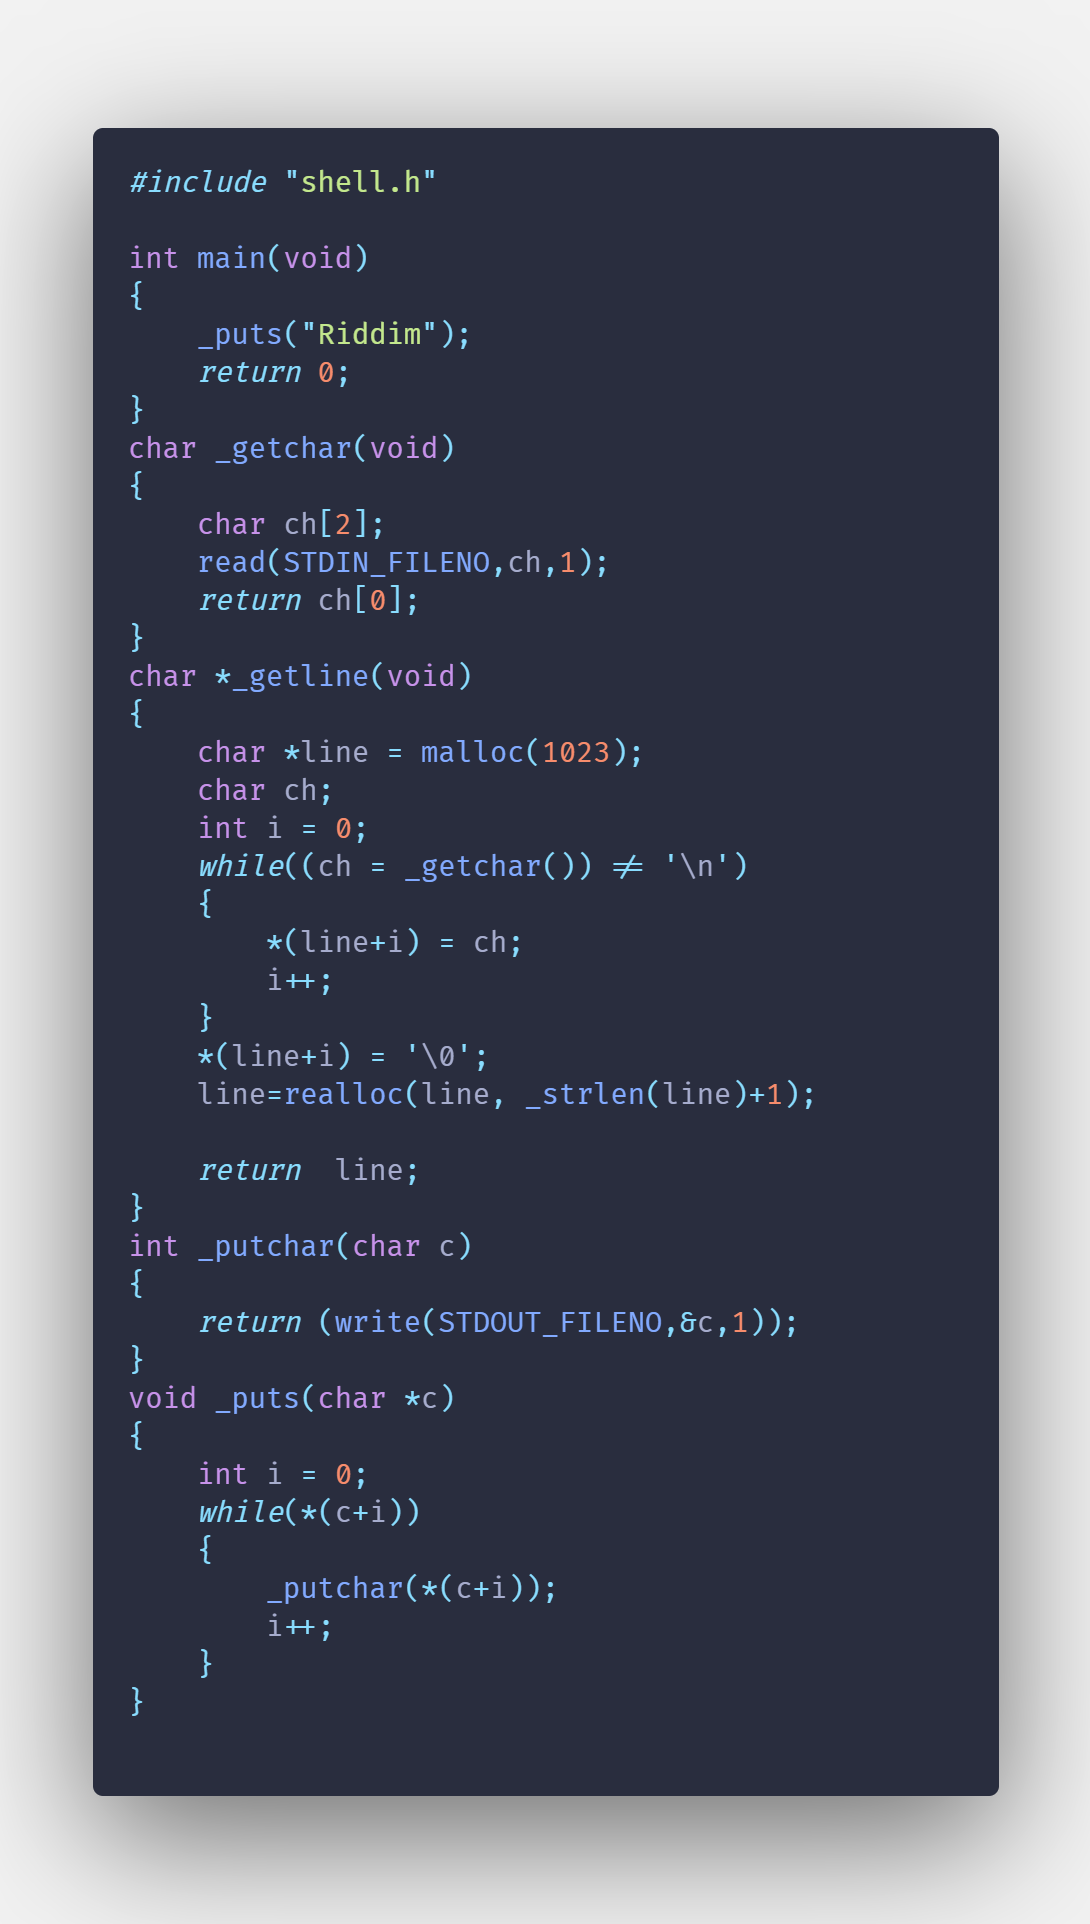 #include "shell.h"

int main(void)
{
    _puts("Riddim");
    return 0;
}
char _getchar(void)
{
    char ch[2];
    read(STDIN_FILENO,ch,1);
    return ch[0];
}
char *_getline(void)
{
    char *line = malloc(1023);
    char ch;
    int i = 0;
    while((ch = _getchar()) != '\n')
    {
        *(line+i) = ch;
        i++;
    }
    *(line+i) = '\0';
    line=realloc(line, _strlen(line)+1);

    return  line;
}
int _putchar(char c)
{
    return (write(STDOUT_FILENO,&c,1));
}
void _puts(char *c)
{
    int i = 0;
    while(*(c+i))
    {
        _putchar(*(c+i));
        i++;
    }
}